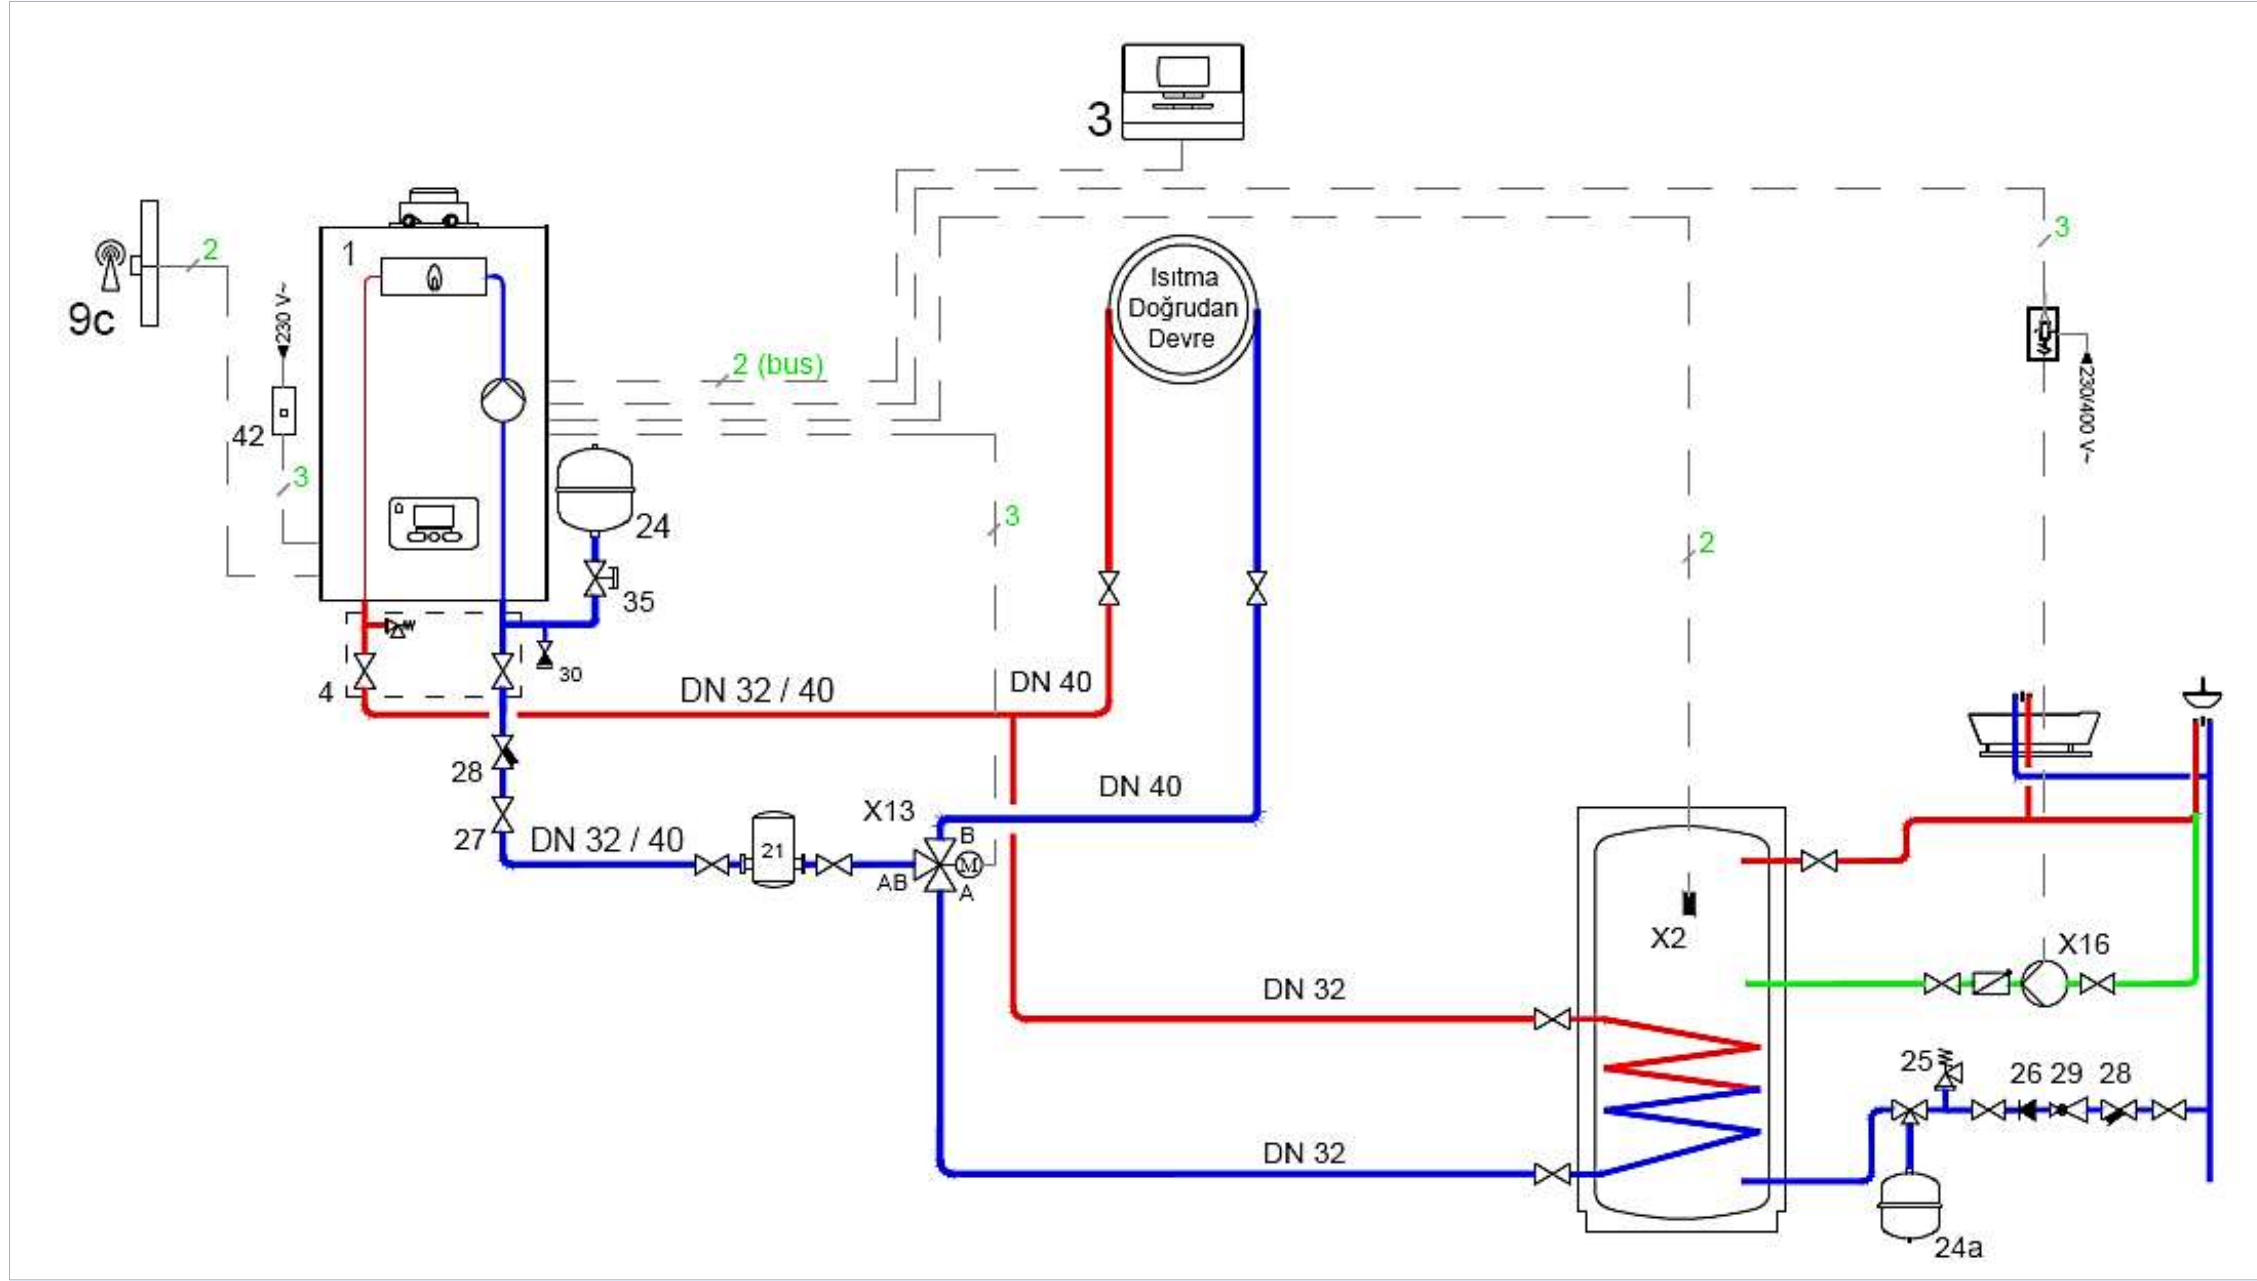 3
3
1
2
9c
230 V~
Isıtma
Doğrudan
Devre
2 (bus)
230/400 V~
42
3
24
3
2
35
30
4
DN 32 / 40
DN 40
28
27
DN 32 / 40
21
X13
B
M
AB
A
DN 40
X2
X16
DN 32
25
26
29
28
DN 32
24a